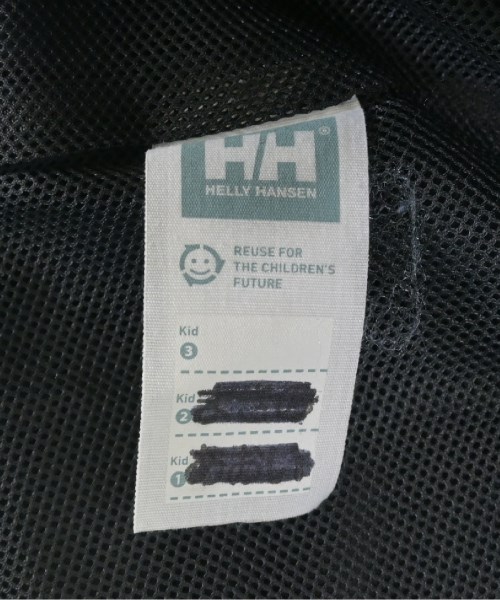 HH®
HELLY HANSEN
REUSE FOR
THE CHILDREN'S
FUTURE
Kid
3
Kid
2
Kid
1